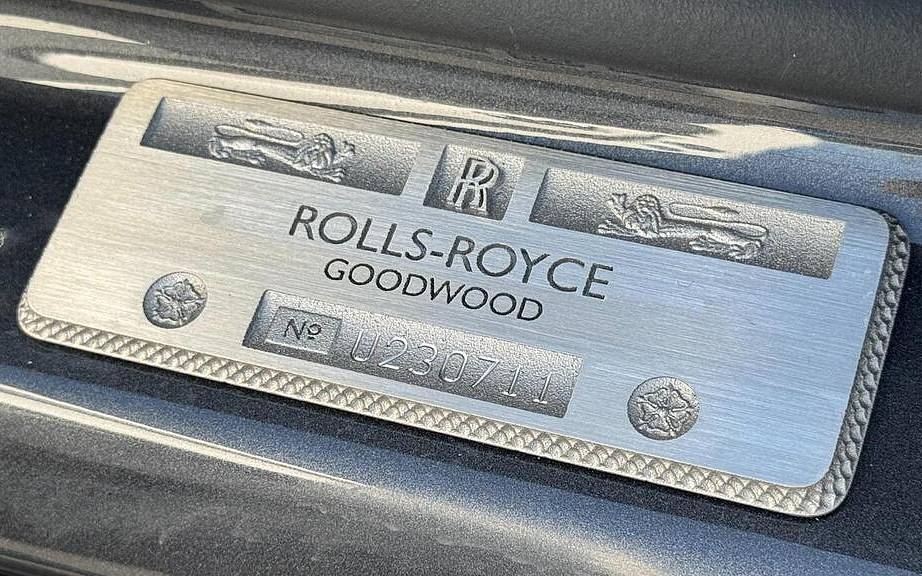 RR
ROLLS-ROYCE
GOODWOOD
Nº U230711